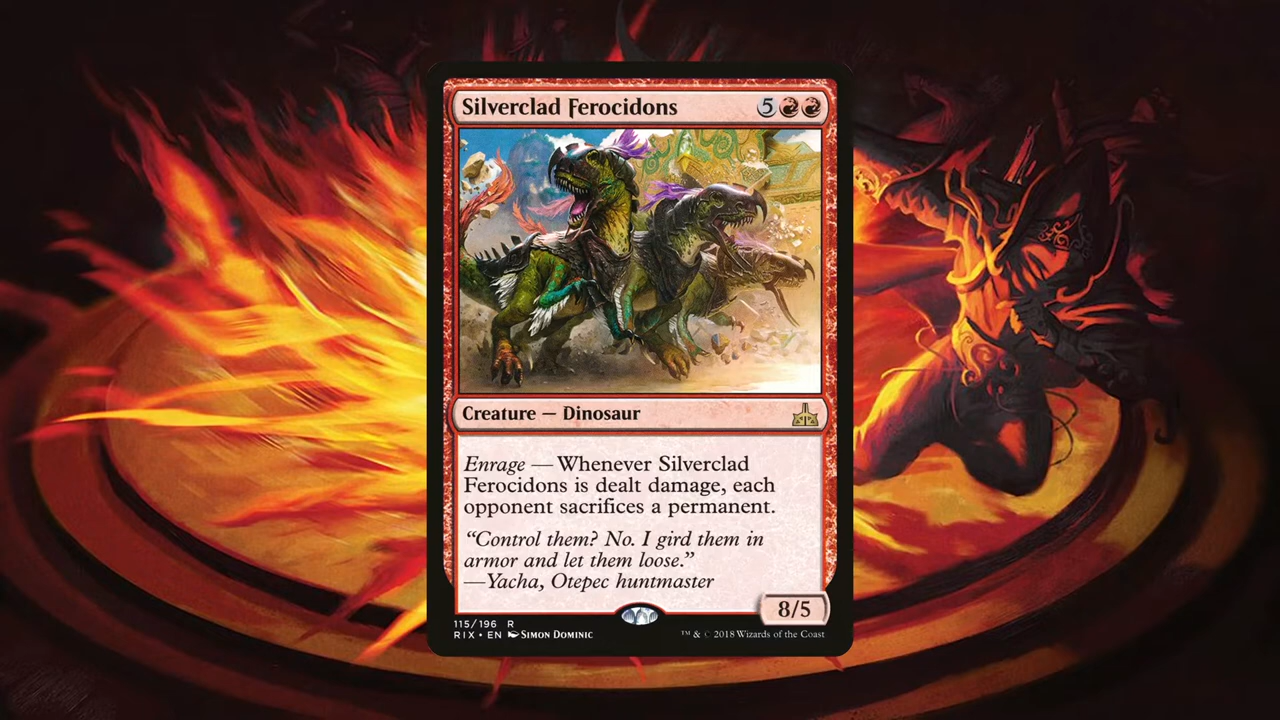 Silverclad Ferocidons 5
Creature — Dinosaur
Enrage — Whenever Silverclad
Ferocidons is dealt damage, each
opponent sacrifices a permanent.
“Control them? No. I gird them in
armor and let them loose.”
—Yacha, Otepec huntmaster
8/5
115/196 R
RIX • EN Simon Dominic
™ & © 2018 Wizards of the Coast